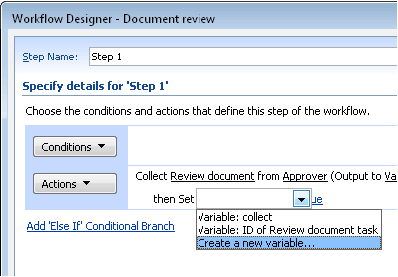 Workflow Designer - Document review
Step Name: Step 1
Specify details for 'Step 1'
Choose the conditions and actions that define this step of the workflow.
Conditions
Collect Review document from Approver (Output to Va
Actions
then Set
ue
Variable: collect
Variable: ID of Review document task
Create a new variable...
Add 'Else If' Conditional Branch